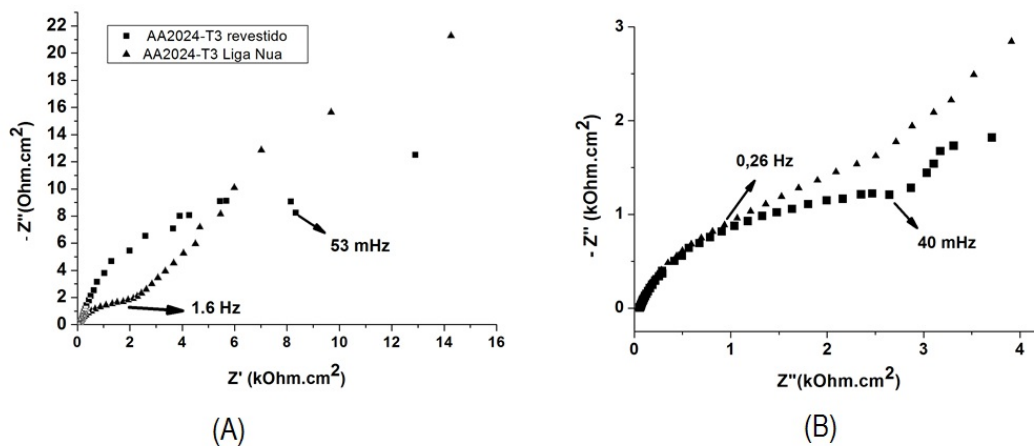 AA2024-T3 revestido
AA2024-T3 Liga Nua
- Z"(Ohm.cm²)
22
20
18
16
14
12
10
8
6
4
2
0
53 mHz
1.6 Hz
0 2 4 6 8 10 12 14 16
Z' (kOhm.cm²)
(A)
- Z" (kOhm.cm²)
3
2
1
0
0,26 Hz
40 mHz
0 1 2 3 4
Z" (kOhm.cm²)
(B)